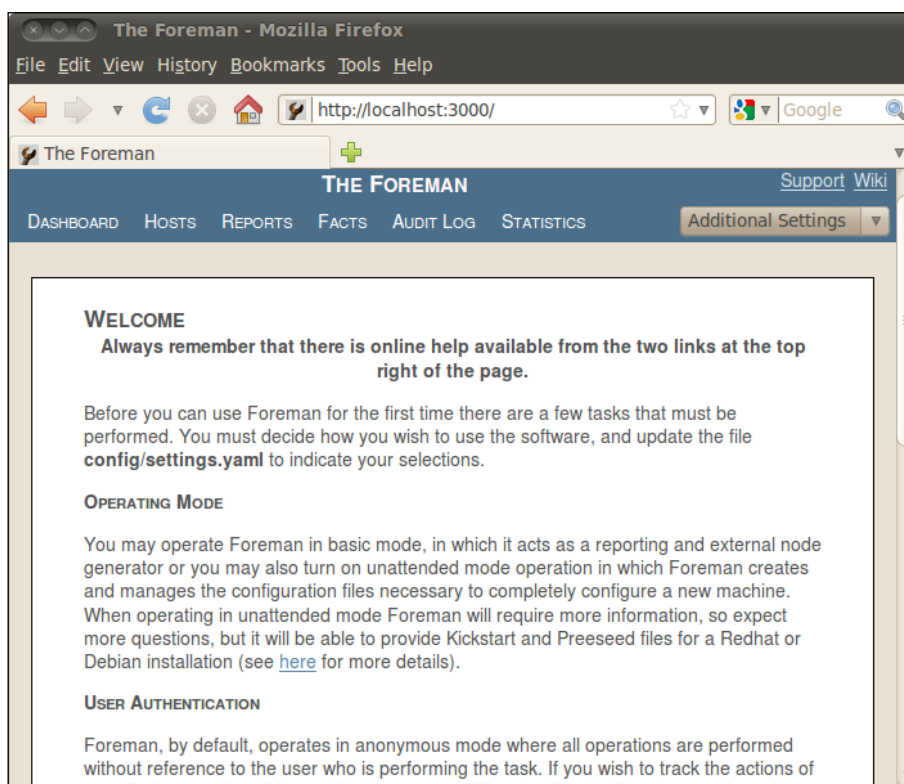 The Foreman - Mozilla Firefox
File Edit View History Bookmarks Tools Help
http://localhost:3000/ Google
The Foreman
THE FOREMAN Support Wiki
DASHBOARD HOSTS REPORTS FACTS AUDIT LOG STATISTICS Additional Settings
WELCOME
Always remember that there is online help available from the two links at the top
right of the page.
Before you can use Foreman for the first time there are a few tasks that must be
performed. You must decide how you wish to use the software, and update the file
config/settings.yaml to indicate your selections.
OPERATING MODE
You may operate Foreman in basic mode, in which it acts as a reporting and external node
generator or you may also turn on unattended mode operation in which Foreman creates
and manages the configuration files necessary to completely configure a new machine.
When operating in unattended mode Foreman will require more information, so expect
more questions, but it will be able to provide Kickstart and Preeseed files for a Redhat or
Debian installation (see here for more details).
USER AUTHENTICATION
Foreman, by default, operates in anonymous mode where all operations are performed
without reference to the user who is performing the task. If you wish to track the actions of